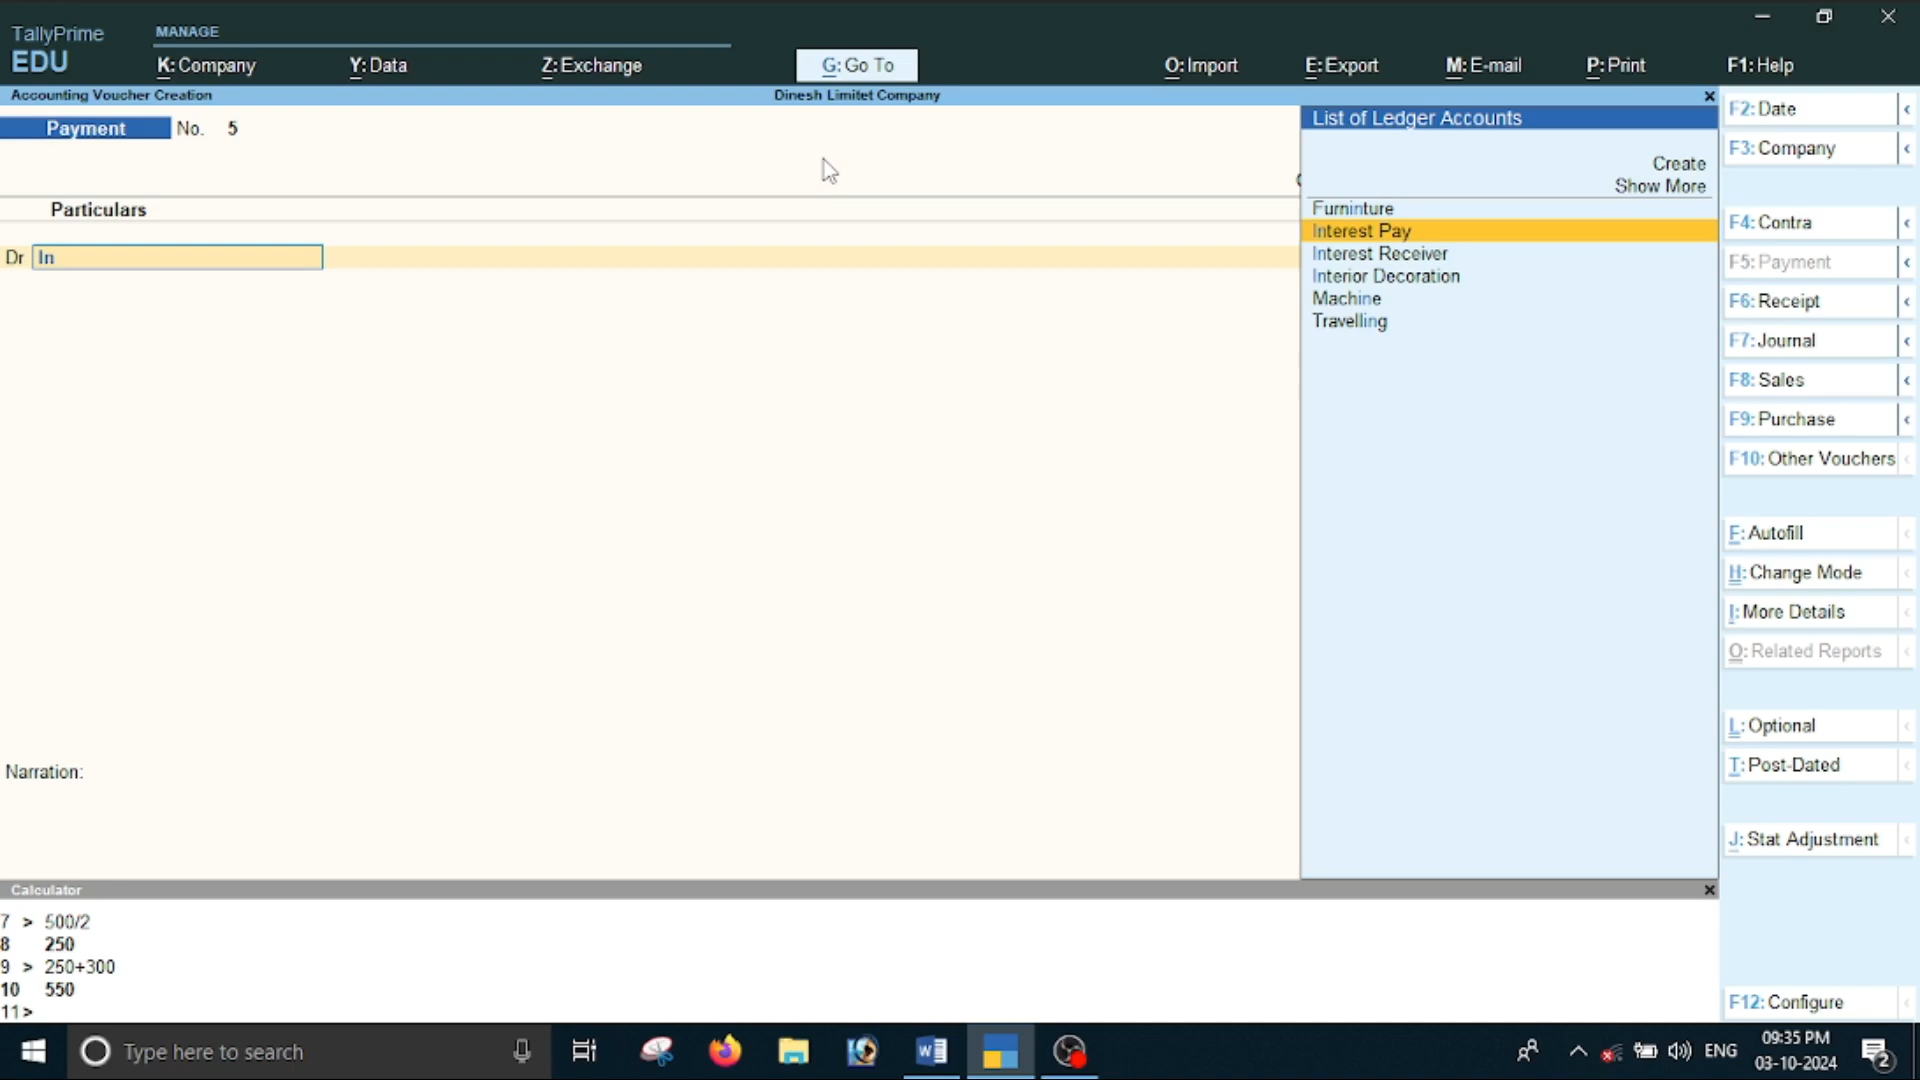 TallyPrime
EDU
MANAGE
K: Company
Y: Data
Z: Exchange
G: Go To
O: Import
E: Export
M: E-mail
P: Print
F1: Help
Accounting Voucher Creation
Dinesh Limitet Company
Payment No. 5
Particulars
Dr In
Narration:
List of Ledger Accounts
Create
Show More
Furninture
Interest Pay
Interest Receiver
Interior Decoration
Machine
Travelling
F2: Date
F3: Company
F4: Contra
F5: Payment
F6: Receipt
F7: Journal
F8: Sales
F9: Purchase
F10: Other Vouchers
F: Autofill
H: Change Mode
I: More Details
O: Related Reports
L: Optional
T: Post-Dated
J: Stat Adjustment
F12: Configure
Calculator
7 > 500/2
8 250
9 > 250+300
10 550
11>
Type here to search
ENG
09:35 PM
03-10-2024
2